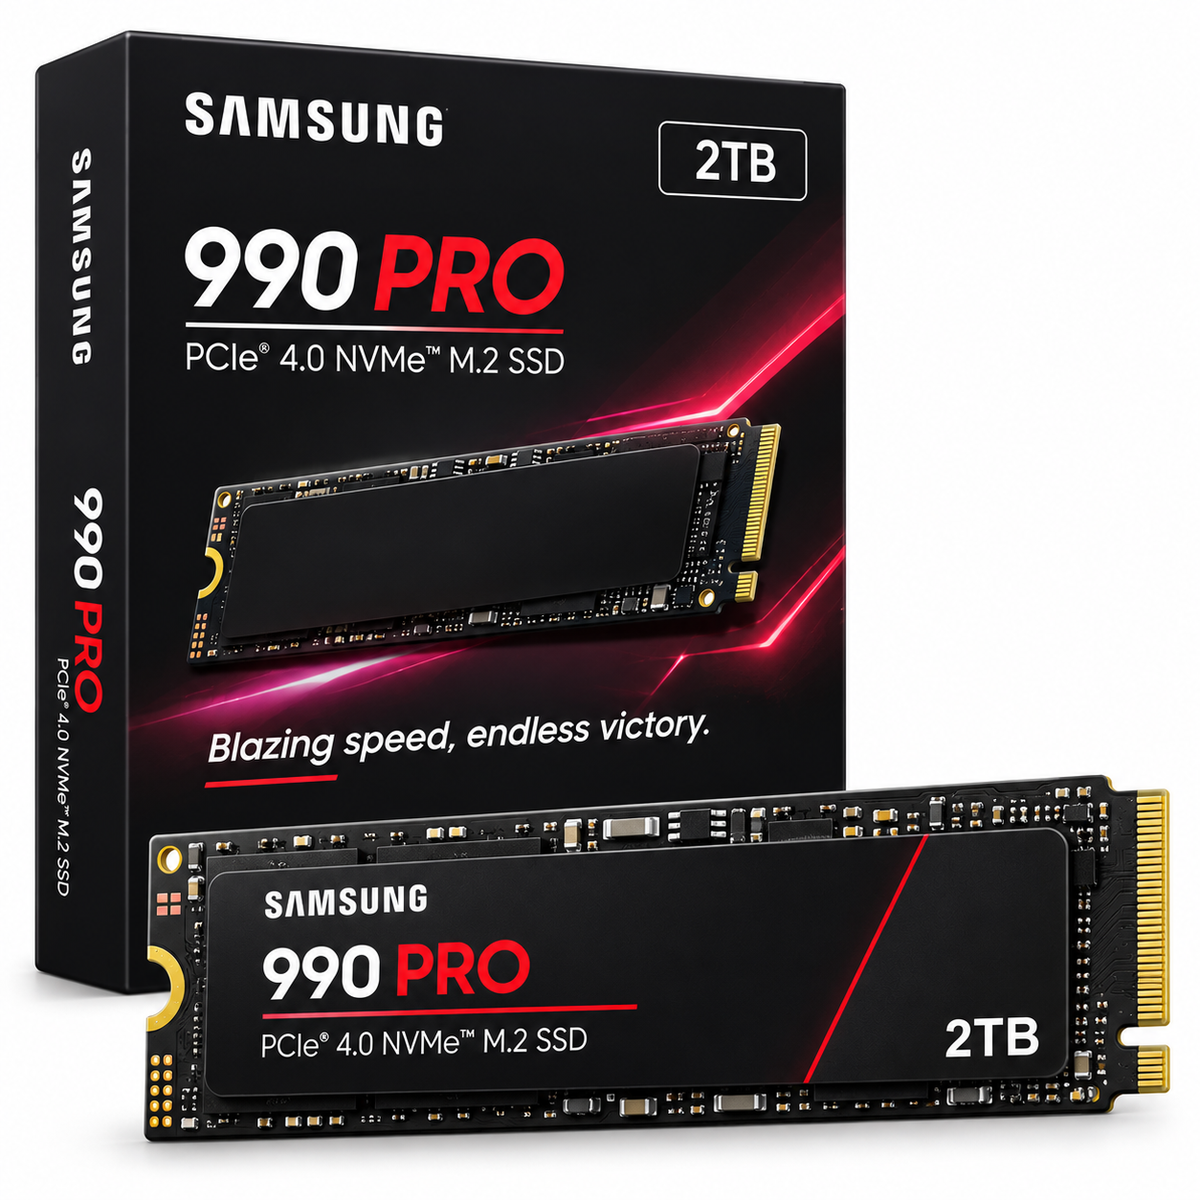 SAMSUNG
2TB
990 PRO
PCIe® 4.0 NVMe™ M.2 SSD
Blazing speed, endless victory.
SAMSUNG
990 PRO
PCIe® 4.0 NVMe™ M.2 SSD
SAMSUNG
990 PRO
PCIe® 4.0 NVMe™ M.2 SSD
2TB